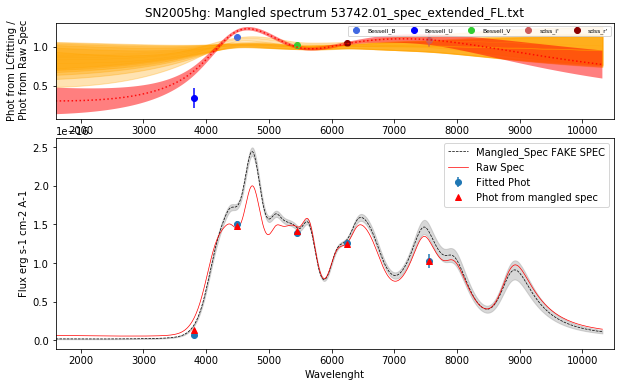 SN2005hg: Mangled spectrum 53742.01_spec_extended_FL.txt
Phot from LCfitting /
Phot from Raw Spec
1.0
0.5
Bessell_B
Bessell_U
Bessell_V
sdss_i'
sdss_r'
2000 3000 4000 5000 6000 7000 8000 9000 10000
Flux erg s-1 cm-2 A-1
2.5
2.0
1.5
1.0
0.5
0.0
Mangled_Spec FAKE SPEC
Raw Spec
Fitted Phot
Phot from mangled spec
2000 3000 4000 5000 6000 7000 8000 9000 10000
Wavelenght